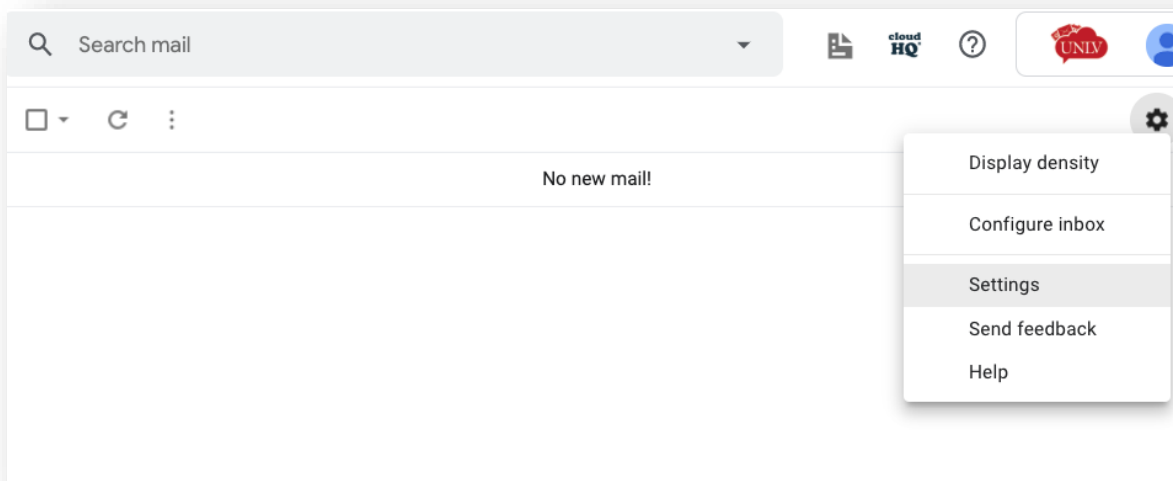 Search mail
cloud
HQ
UNLV
No new mail!
Display density
Configure inbox
Settings
Send feedback
Help